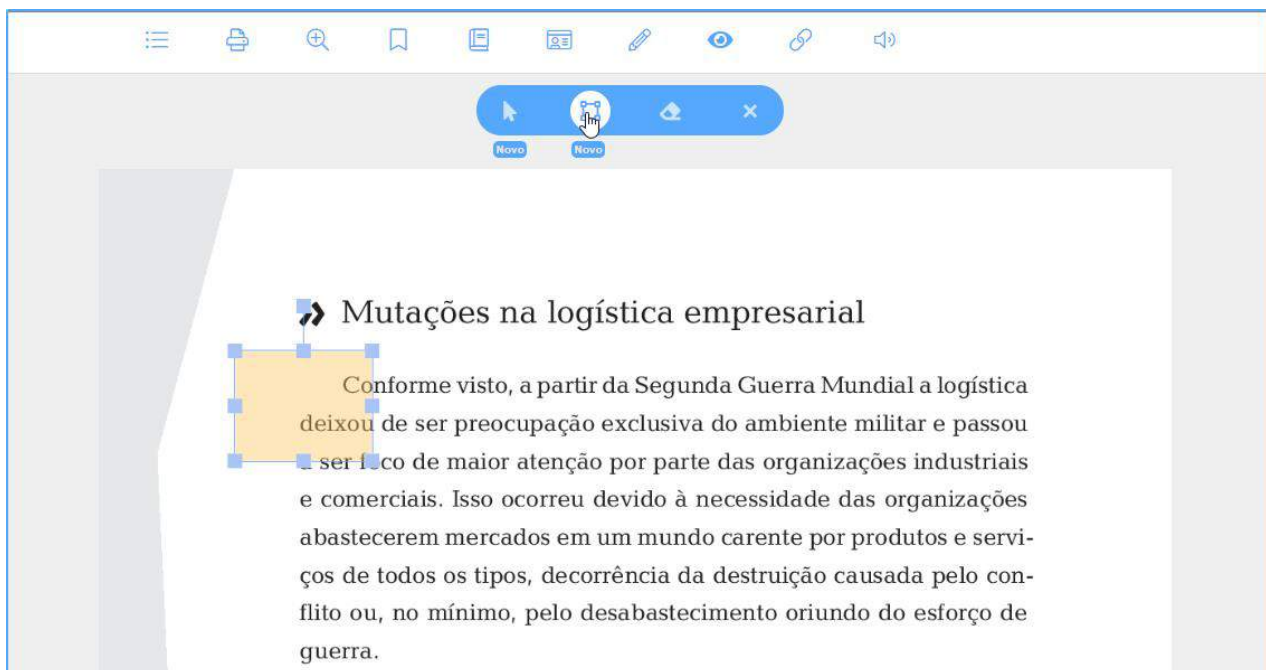 Novo
Novo
Mutações na logística empresarial
Conforme visto, a partir da Segunda Guerra Mundial a logística
deixou de ser preocupação exclusiva do ambiente militar e passou
a ser foco de maior atenção por parte das organizações industriais
e comerciais. Isso ocorreu devido à necessidade das organizações
abastecerem mercados em um mundo carente por produtos e servi-
ços de todos os tipos, decorrência da destruição causada pelo con-
flito ou, no mínimo, pelo desabastecimento oriundo do esforço de
guerra.